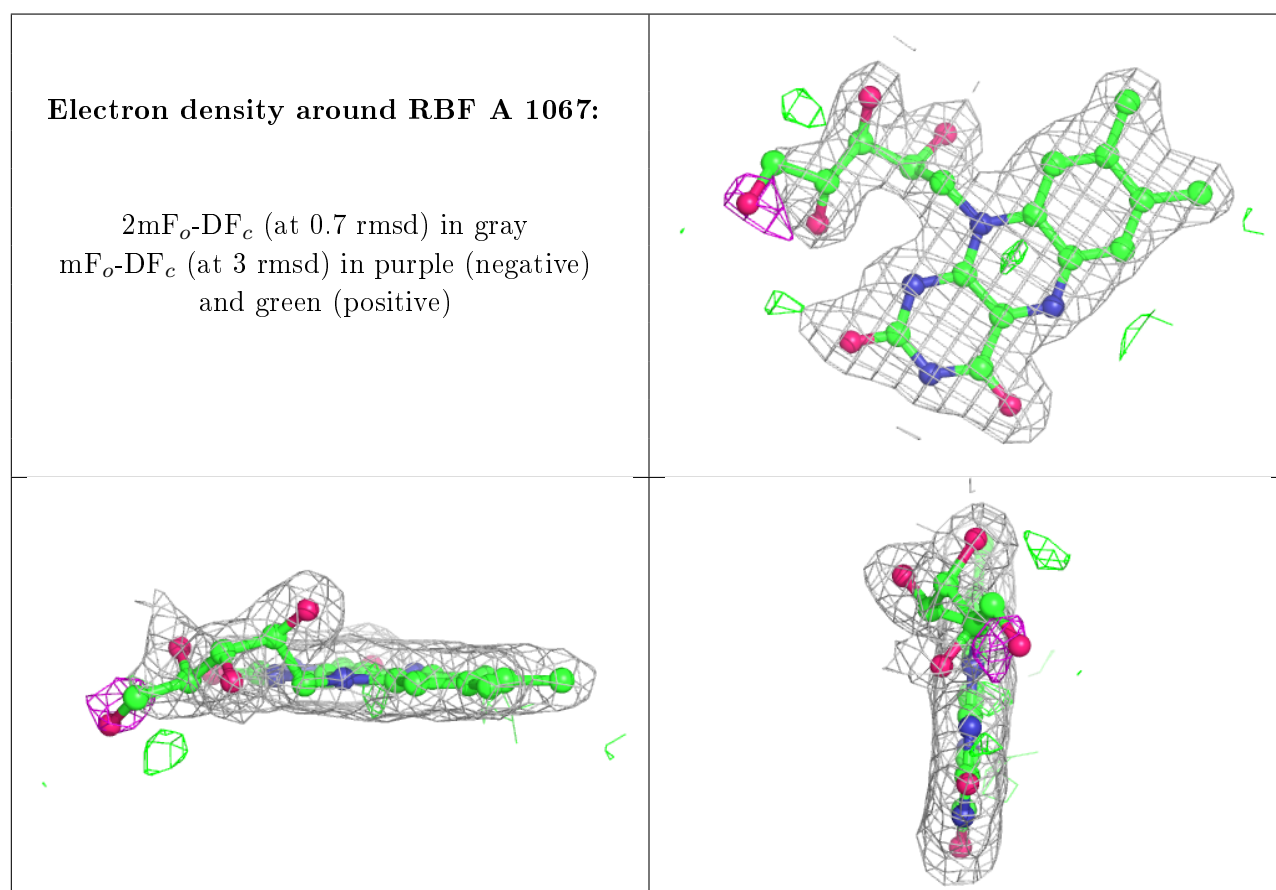 Electron density around RBF A 1067:
2mFo-DFc (at 0.7 rmsd) in gray
mFo-DFc (at 3 rmsd) in purple (negative)
and green (positive)